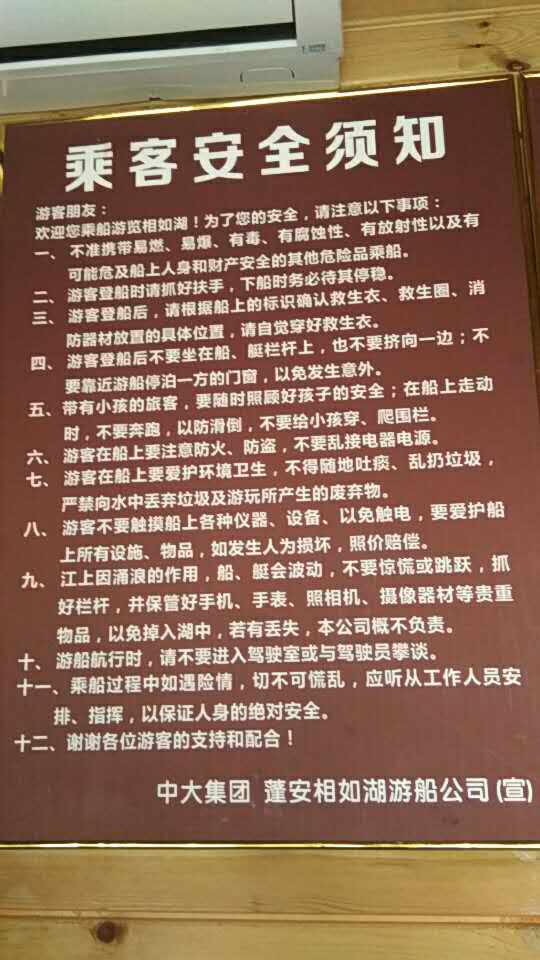 乘客安全须知
游客朋友：
欢迎您乘船游览相如湖！为了您的安全，请注意以下事项：
一、不准携带易燃、易爆、有毒、有腐蚀性、有放射性以及有
可能危及船上人身和财产安全的其他危险品乘船。
二、游客登船时请抓好扶手，下船时务必待其停稳。
三、游客登船后，请根据船上的标识确认救生衣、救生圈、消
防器材放置的具体位置，请自觉穿好救生衣。
四、游客登船后不要坐在船、艇栏杆上，也不要挤向一边；不
要靠近游船停泊一方的门窗，以免发生意外。
五、带有小孩的旅客，要随时照顾好孩子的安全；在船上走动
时，不要奔跑，以防滑倒，不要给小孩穿、爬围栏。
六、游客在船上要注意防火、防盗，不要乱接电器电源。
七、游客在船上要爱护环境卫生，不得随地吐痰、乱扔垃圾，
严禁向水中丢弃垃圾及游玩所产生的废弃物。
八、游客不要触摸船上各种仪器、设备、以免触电，要爱护船
上所有设施、物品，如发生人为损坏，照价赔偿。
九、江上因涌浪的作用，船、艇会波动，不要惊慌或跳跃，抓
好栏杆，并保管好手机、手表、照相机、摄像器材等贵重
物品，以免掉入湖中，若有丢失，本公司概不负责。
十、游船航行时，请不要进入驾驶室或与驾驶员攀谈。
十一、乘船过程中如遇险情，切不可慌乱，应听从工作人员安
排、指挥，以保证人身的绝对安全。
十二、谢谢各位游客的支持和配合！
中大集团 蓬安相如湖游船公司(宣)